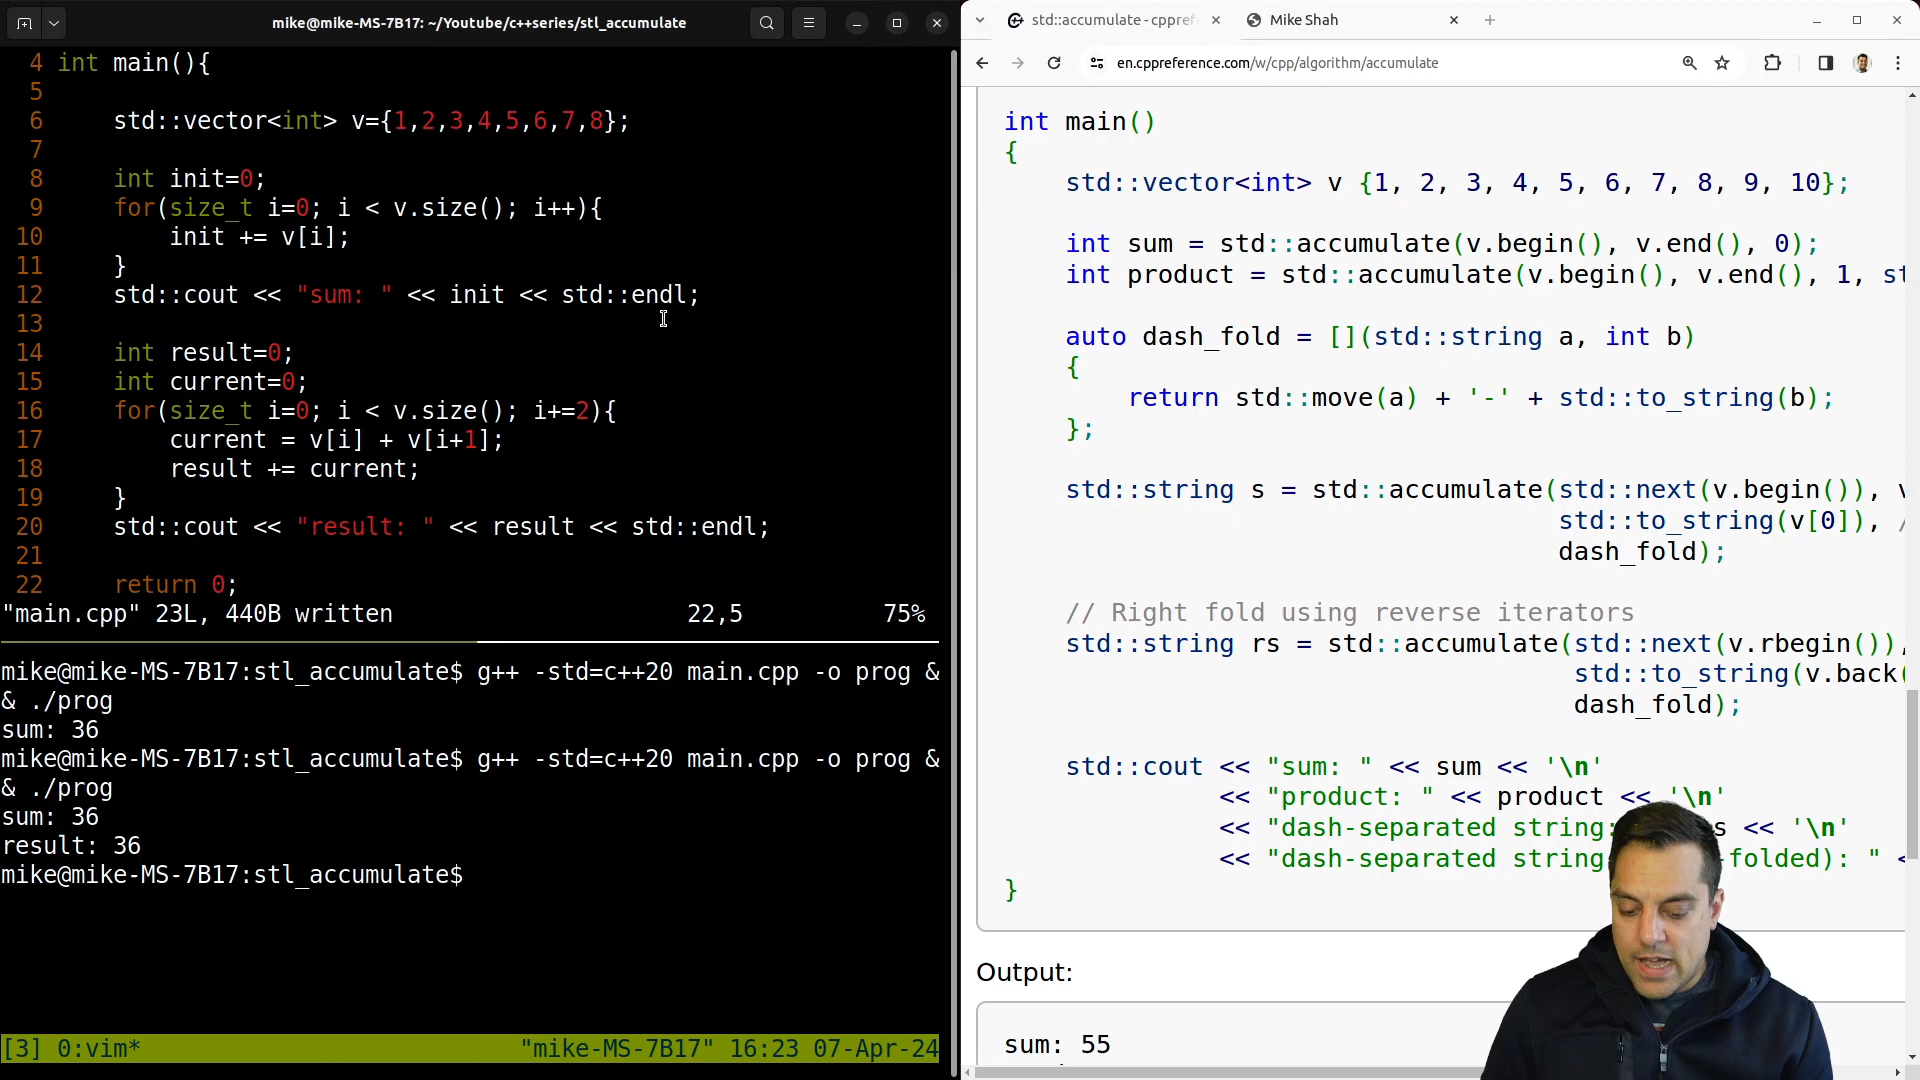 mike@mike-MS-7B17: ~/Youtube/c++series/stl_accumulate
4 int main(){
5
6 std::vector<int> v={1,2,3,4,5,6,7,8};
7
8 int init=0;
9 for(size_t i=0; i < v.size(); i++){
10 init += v[i];
11 }
12 std::cout << "sum: " << init << std::endl;
13
14 int result=0;
15 int current=0;
16 for(size_t i=0; i < v.size(); i+=2){
17 current = v[i] + v[i+1];
18 result += current;
19 }
20 std::cout << "result: " << result << std::endl;
21
22 return 0;
"main.cpp" 23L, 440B written 22,5 75%
mike@mike-MS-7B17:stl_accumulate$ g++ -std=c++20 main.cpp -o prog &
& ./prog
sum: 36
mike@mike-MS-7B17:stl_accumulate$ g++ -std=c++20 main.cpp -o prog &
& ./prog
sum: 36
result: 36
mike@mike-MS-7B17:stl_accumulate$
[3] 0:vim* "mike-MS-7B17" 16:23 07-Apr-24
std::accumulate - cppref Mike Shah
en.cppreference.com/w/cpp/algorithm/accumulate
int main()
{
std::vector<int> v {1, 2, 3, 4, 5, 6, 7, 8, 9, 10};
int sum = std::accumulate(v.begin(), v.end(), 0);
int product = std::accumulate(v.begin(), v.end(), 1, st
auto dash_fold = [](std::string a, int b)
{
return std::move(a) + '-' + std::to_string(b);
};
std::string s = std::accumulate(std::next(v.begin()), v
std::to_string(v[0]), /
dash_fold);
// Right fold using reverse iterators
std::string rs = std::accumulate(std::next(v.rbegin()),
std::to_string(v.back(
dash_fold);
std::cout << "sum: " << sum << '\n'
<< "product: " << product << '\n'
<< "dash-separated string: s << '\n'
<< "dash-separated string -folded): " <
}
Output:
sum: 55